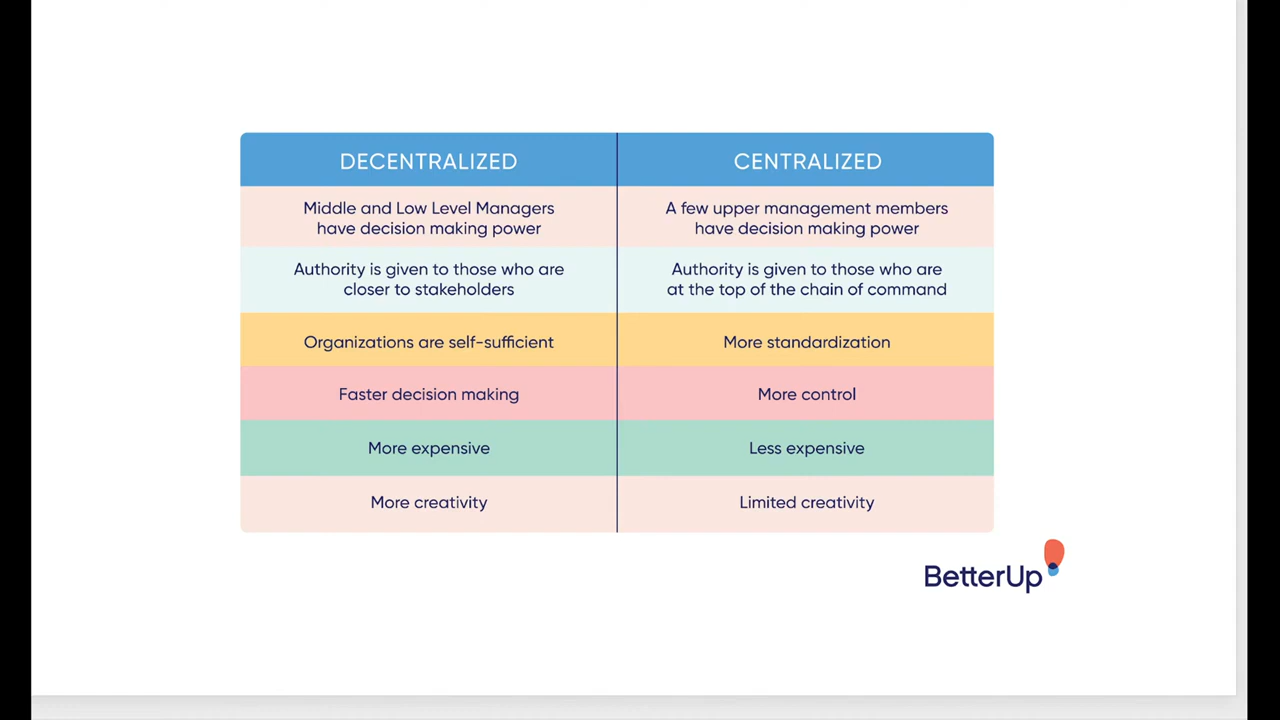 DECENTRALIZED
CENTRALIZED
Middle and Low Level Managers
have decision making power
A few upper management members
have decision making power
Authority is given to those who are
closer to stakeholders
Authority is given to those who are
at the top of the chain of command
Organizations are self-sufficient
More standardization
Faster decision making
More control
More expensive
Less expensive
More creativity
Limited creativity
BetterUp